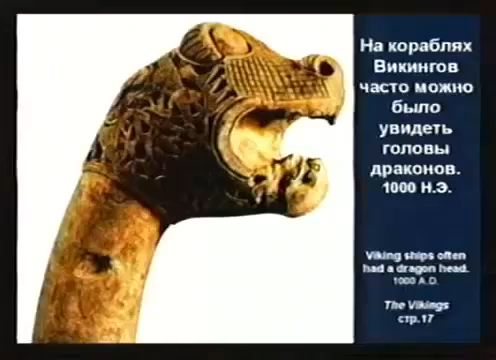 На кораблях
Викингов
часто можно
было
увидеть
головы
драконов.
1000 Н.Э.
Viking ships often
had a dragon head.
1000 A.D.
The Vikings
стр.17